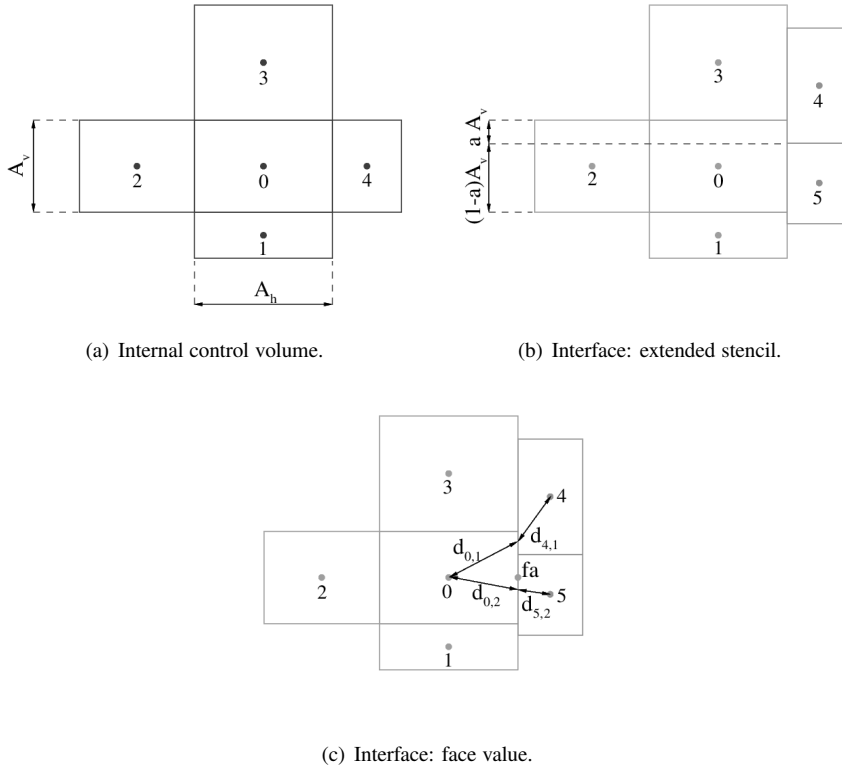 3
4
a A_v
A_v
2
0
4
2
0
(1-a)A_v
5
1
1
A_h
(a) Internal control volume.
(b) Interface: extended stencil.
3
4
d_{4,1}
d_{0,1}
fa
2
0
5
d_{0,2}
d_{5,2}
1
(c) Interface: face value.